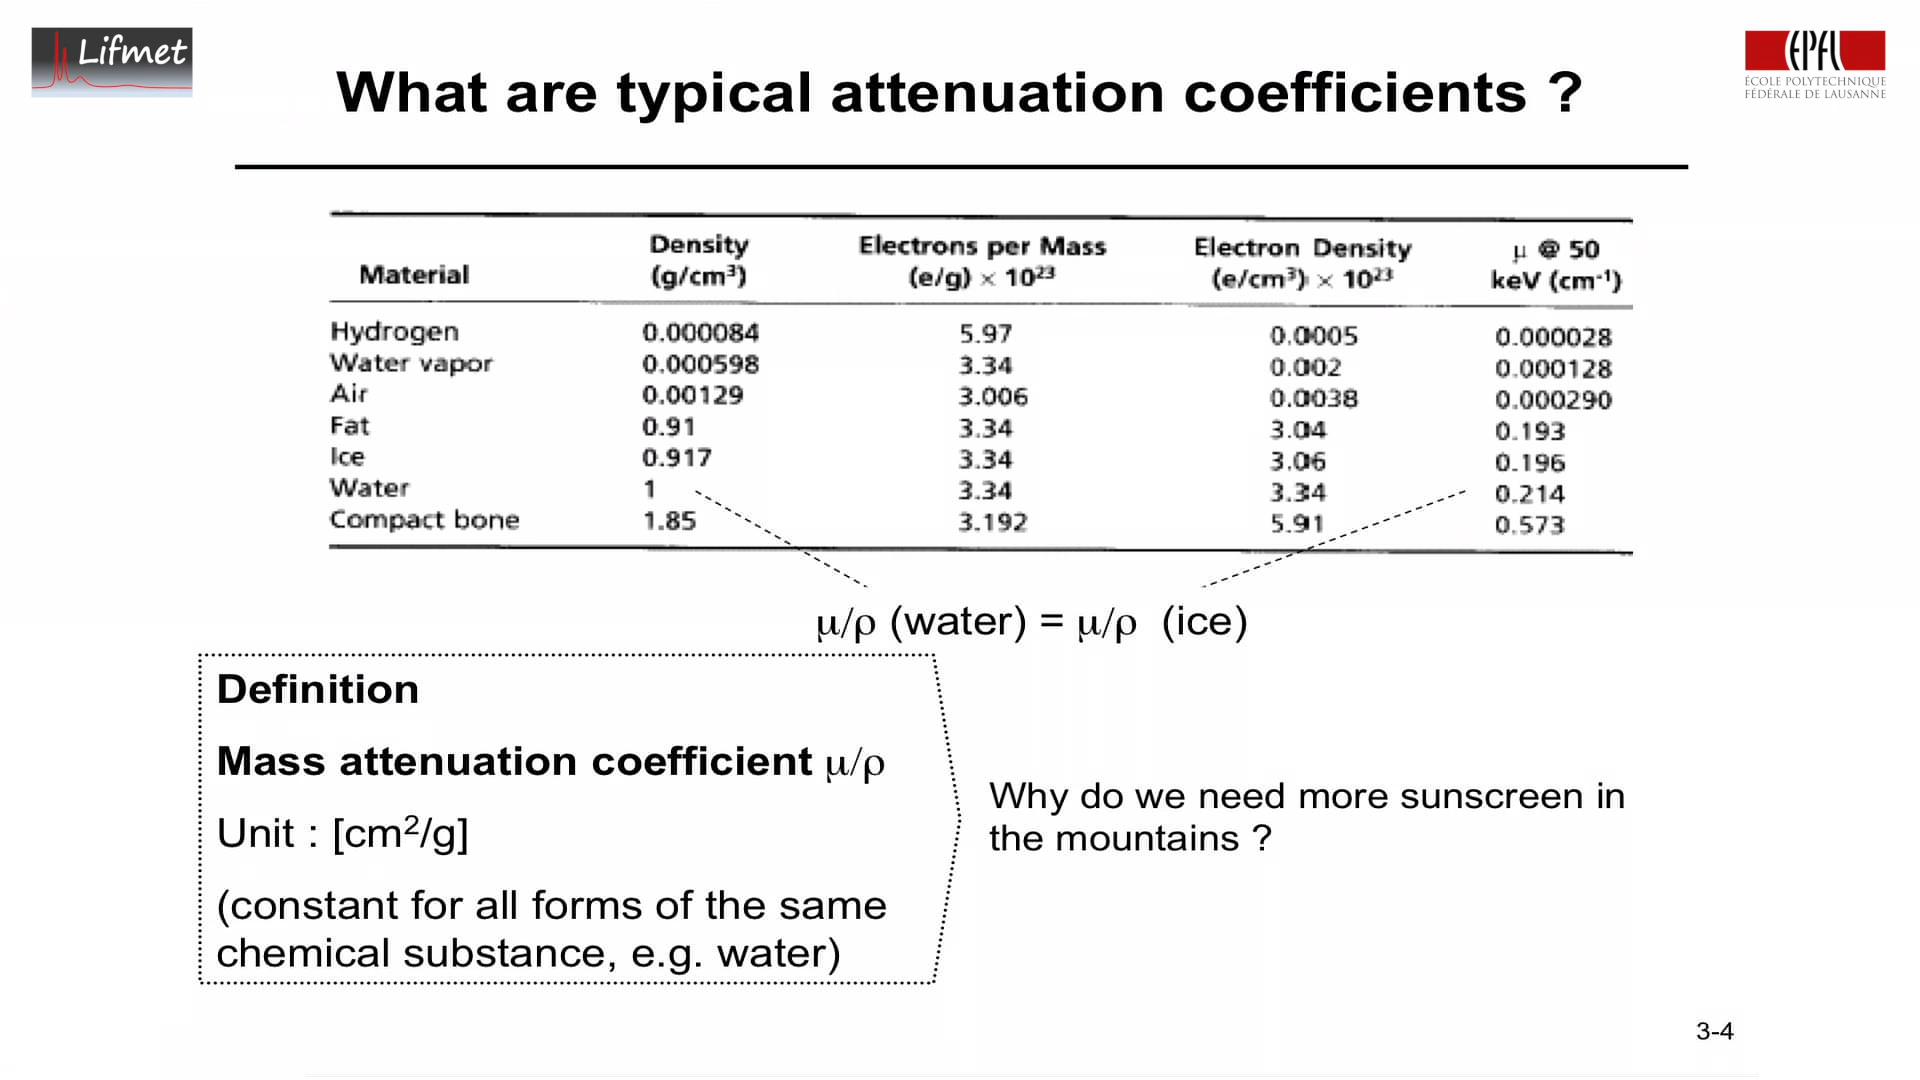 Lifmet
EPFL
ÉCOLE POLYTECHNIQUE
FÉDÉRALE DE LAUSANNE
What are typical attenuation coefficients ?
Material Density (g/cm³) Electrons per Mass (e/g) × 10²³ Electron Density (e/cm³) × 10²³ μ @ 50 keV (cm⁻¹)
Hydrogen 0.000084 5.97 0.0005 0.000028
Water vapor 0.000598 3.34 0.002 0.000128
Air 0.00129 3.006 0.0038 0.000290
Fat 0.91 3.34 3.04 0.193
Ice 0.917 3.34 3.06 0.196
Water 1 3.34 3.34 0.214
Compact bone 1.85 3.192 5.91 0.573
μ/ρ (water) = μ/ρ (ice)
Definition
Mass attenuation coefficient μ/ρ
Unit : [cm²/g]
(constant for all forms of the same
chemical substance, e.g. water)
Why do we need more sunscreen in
the mountains ?
3-4